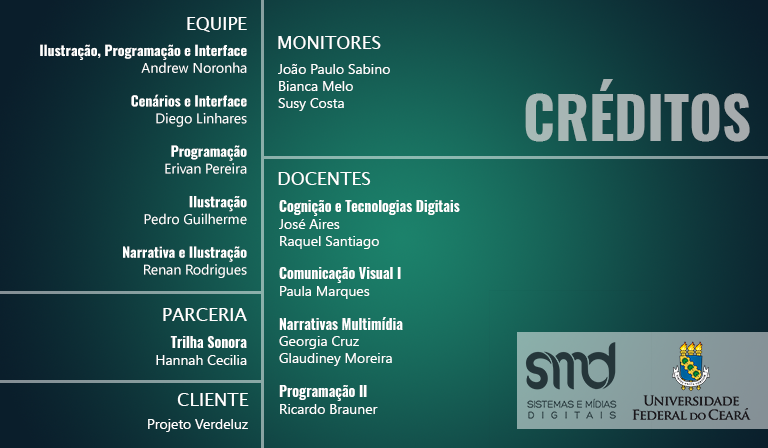 EQUIPE
Ilustração, Programação e Interface
Andrew Noronha
Cenários e Interface
Diego Linhares
Programação
Erivan Pereira
Ilustração
Pedro Guilherme
Narrativa e Ilustração
Renan Rodrigues
PARCERIA
Trilha Sonora
Hannah Cecilia
CLIENTE
Projeto Verdeluz
MONITORES
João Paulo Sabino
Bianca Melo
Susy Costa
CRÉDITOS
DOCENTES
Cognição e Tecnologias Digitais
José Aires
Raquel Santiago
Comunicação Visual I
Paula Marques
Narrativas Multimídia
Georgia Cruz
Glaudiney Moreira
Programação II
Ricardo Brauner
smd
SISTEMAS E MÍDIAS
DIGITAIS
UNIVERSIDADE
FEDERAL DO CEARÁ